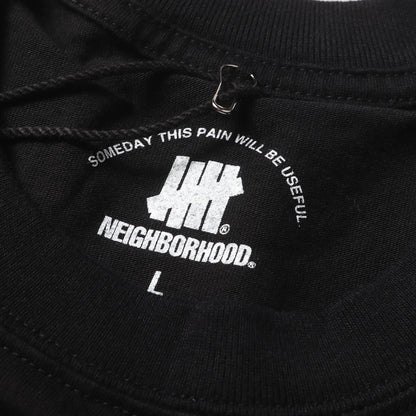 SOMEDAY THIS PAIN WILL BE USEFUL.
®
NEIGHBORHOOD®
L